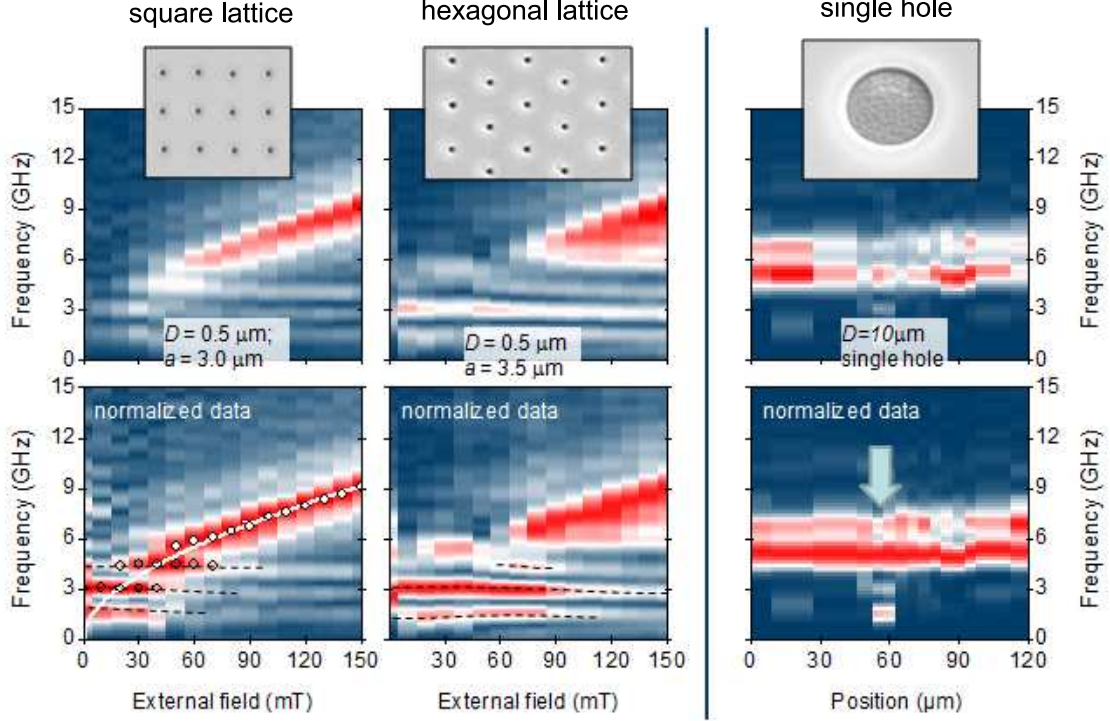 square lattice
hexagonal lattice
single hole
15
12
9
6
3
0
Frequency (GHz)
D = 0.5 μm;
a = 3.0 μm
D = 0.5 μm
a = 3.5 μm
D=10μm
single hole
15
12
9
6
3
0
Frequency (GHz)
15
12
9
6
3
0
Frequency (GHz)
normalized data
normalized data
normalized data
15
12
9
6
3
0
Frequency (GHz)
0 30 60 90 120 150
0 30 60 90 120 150
0 30 60 90 120
External field (mT)
External field (mT)
Position (μm)